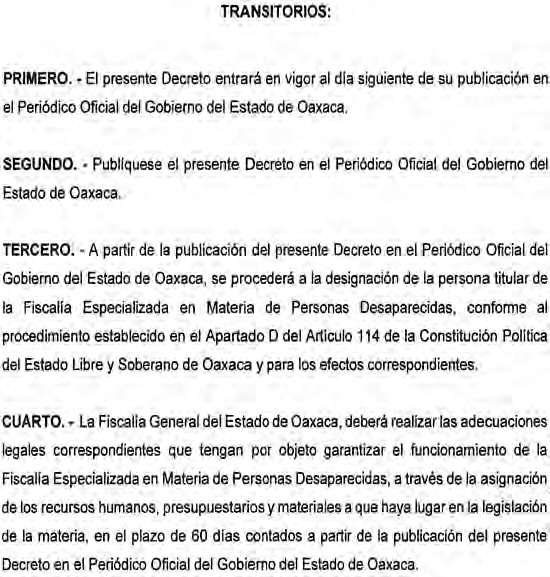 TRANSITORIOS:
PRIMERO. - El presente Decreto entrará en vigor al día siguiente de su publicación en
el Periódico Oficial del Gobierno del Estado de Oaxaca.
SEGUNDO. - Publíquese el presente Decreto en el Periódico Oficial del Gobierno del
Estado de Oaxaca.
TERCERO. - A partir de la publicación del presente Decreto en el Periódico Oficial del
Gobierno del Estado de Oaxaca, se procederá a la designación de la persona titular de
la Fiscalía Especializada en Materia de Personas Desaparecidas, conforme al
procedimiento establecido en el Apartado D del Artículo 114 de la Constitución Política
del Estado Libre y Soberano de Oaxaca y para los efectos correspondientes.
CUARTO. - La Fiscalía General del Estado de Oaxaca, deberá realizar las adecuaciones
legales correspondientes que tengan por objeto garantizar el funcionamiento de la
Fiscalía Especializada en Materia de Personas Desaparecidas, a través de la asignación
de los recursos humanos, presupuestarios y materiales a que haya lugar en la legislación
de la materia, en el plazo de 60 días contados a partir de la publicación del presente
Decreto en el Periódico Oficial del Gobierno del Estado de Oaxaca.